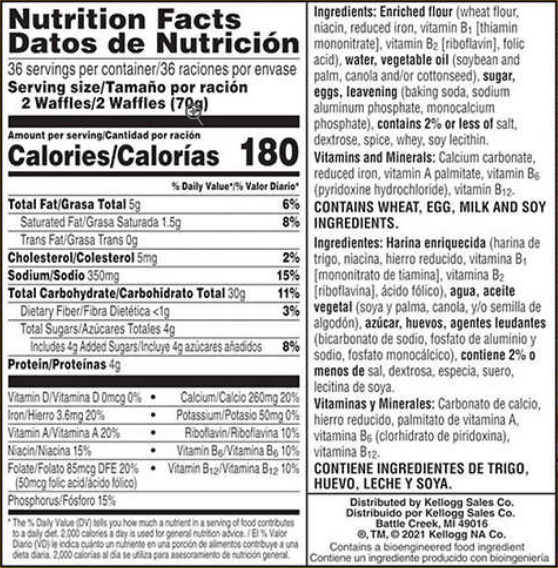 Nutrition Facts
Datos de Nutrición
36 servings per container/36 raciones por envase
Serving size/Tamaño por ración
2 Waffles/2 Waffles (70g)
Amount per serving/Cantidad por ración
Calories/Calorías 180
% Daily Value*/% Valor Diario*
Total Fat/Grasa Total 5g 6%
Saturated Fat/Grasa Saturada 1.5g 8%
Trans Fat/Grasa Trans 0g
Cholesterol/Colesterol 5mg 2%
Sodium/Sodio 350mg 15%
Total Carbohydrate/Carbohidrato Total 30g 11%
Dietary Fiber/Fibra Dietética <1g 3%
Total Sugars/Azúcares Totales 4g
Includes 4g Added Sugars/Incluye 4g azúcares añadidos 8%
Protein/Proteínas 4g
Vitamin D/Vitamina D 0mcg 0% • Calcium/Calcio 260mg 20%
Iron/Hierro 3.6mg 20% • Potassium/Potasio 50mg 0%
Vitamin A/Vitamina A 20% • Riboflavin/Riboflavina 10%
Niacin/Niacina 15% • Vitamin B6/Vitamina B6 10%
Folate/Folato 85mcg DFE 20% • Vitamin B12/Vitamina B12 10%
(50mcg folic acid/ácido fólico)
Phosphorus/Fósforo 15%
* The % Daily Value (DV) tells you how much a nutrient in a serving of food contributes
to a daily diet. 2,000 calories a day is used for general nutrition advice. / El % Valor
Diario (VD) le indica cuánto un nutriente en una porción de alimentos contribuye a una
dieta diaria. 2,000 calorías al día se utiliza para asesoramiento de nutrición general.
Ingredients: Enriched flour (wheat flour,
niacin, reduced iron, vitamin B1 [thiamin
mononitrate], vitamin B2 [riboflavin], folic
acid), water, vegetable oil (soybean and
palm, canola and/or cottonseed), sugar,
eggs, leavening (baking soda, sodium
aluminum phosphate, monocalcium
phosphate), contains 2% or less of salt,
dextrose, spice, whey, soy lecithin.
Vitamins and Minerals: Calcium carbonate,
reduced iron, vitamin A palmitate, vitamin B6
(pyridoxine hydrochloride), vitamin B12.
CONTAINS WHEAT, EGG, MILK AND SOY
INGREDIENTS.
Ingredientes: Harina enriquecida (harina de
trigo, niacina, hierro reducido, vitamina B1
[mononitrato de tiamina], vitamina B2
[riboflavina], ácido fólico), agua, aceite
vegetal (soya y palma, canola, y/o semilla de
algodón), azúcar, huevos, agentes leudantes
(bicarbonato de sodio, fosfato de aluminio y
sodio, fosfato monocálcico), contiene 2% o
menos de sal, dextrosa, especia, suero,
lecitina de soya.
Vitaminas y Minerales: Carbonato de calcio,
hierro reducido, palmitato de vitamina A,
vitamina B6 (clorhidrato de piridoxina),
vitamina B12.
CONTIENE INGREDIENTES DE TRIGO,
HUEVO, LECHE Y SOYA.
Distributed by Kellogg Sales Co.
Distribuido por Kellogg Sales Co.
Battle Creek, MI 49016
®, TM, © 2021 Kellogg NA Co.
Contains a bioengineered food ingredient
Contiene un ingrediente producido con bioingeniería